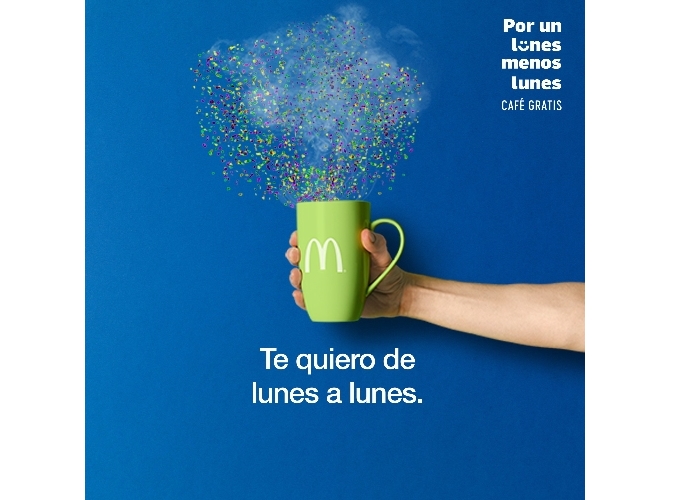 Por un
lunes
menos
lunes
CAFÉ GRATIS
M
Te quiero de
lunes a lunes.